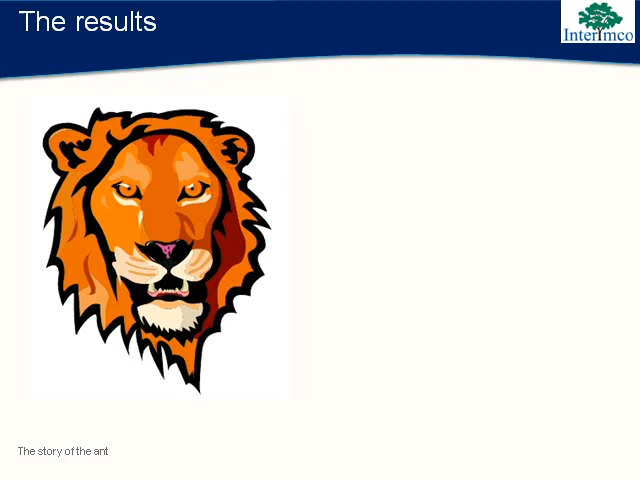 The results
InterImco
The story of the ant